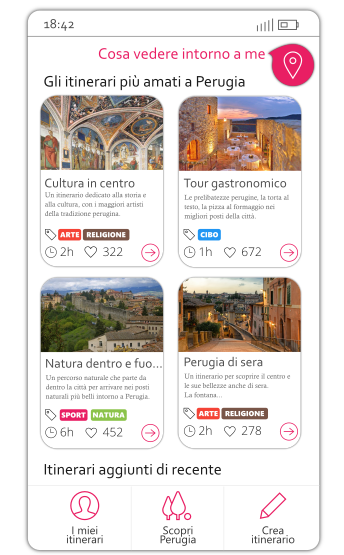 18:42
Cosa vedere intorno a me
Gli itinerari più amati a Perugia
Cultura in centro
Un itinerario dedicato alla storia e
alla cultura, con i maggiori artisti
della tradizione perugina.
ARTE RELIGIONE
2h 322
Tour gastronomico
Le prelibatezze perugine, la torta al
testo, la pizza al formaggio nei
migliori posti della città.
CIBO
1h 672
Natura dentro e fuo...
Un percorso naturale che parte da
dentro la città per arrivare nei posti
naturali più belli intorno a Perugia.
SPORT NATURA
6h 452
Perugia di sera
Un itinerario per scoprire il centro e
le sue bellezze anche di sera.
La fontana...
ARTE RELIGIONE
2h 278
Itinerari aggiunti di recente
I miei
itinerari
Scopri
Perugia
Crea
itinerario